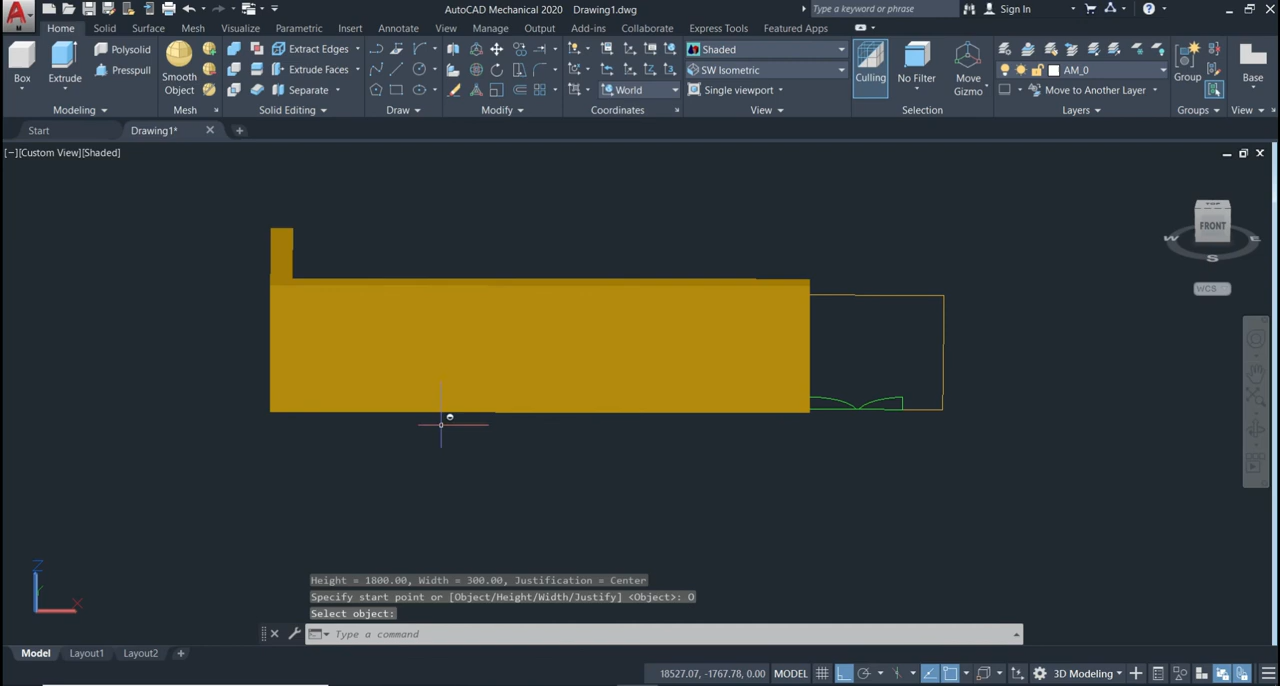 A AutoCAD Mechanical 2020 Drawing1.dwg Type a keyword or phrase Sign In
Home Solid Surface Mesh Visualize Parametric Insert Annotate View Manage Output Add-ins Collaborate Express Tools Featured Apps
Box
Extrude
Polysolid
Presspull
Modeling
Smooth
Object
Mesh
Extrude Edges
Extrude Faces
Separate
Solid Editing
Draw
Modify
World
Coordinates
Shaded
SW Isometric
Single viewport
View
Culling
No Filter
Move
Gizmo
Selection
AM_0
Move to Another Layer
Layers
Group
Groups
Base
View
Start Drawing1*
[−][Custom View][Shaded]
TOP
FRONT
W
E
S
WCS
Z
X
Height = 1800.00, Width = 300.00, Justification = Center
Specify start point or [Object/Height/Width/Justify] <Object>: O
Select object:
Type a command
Model Layout1 Layout2
18527.07, -1767.78, 0.00 MODEL 3D Modeling